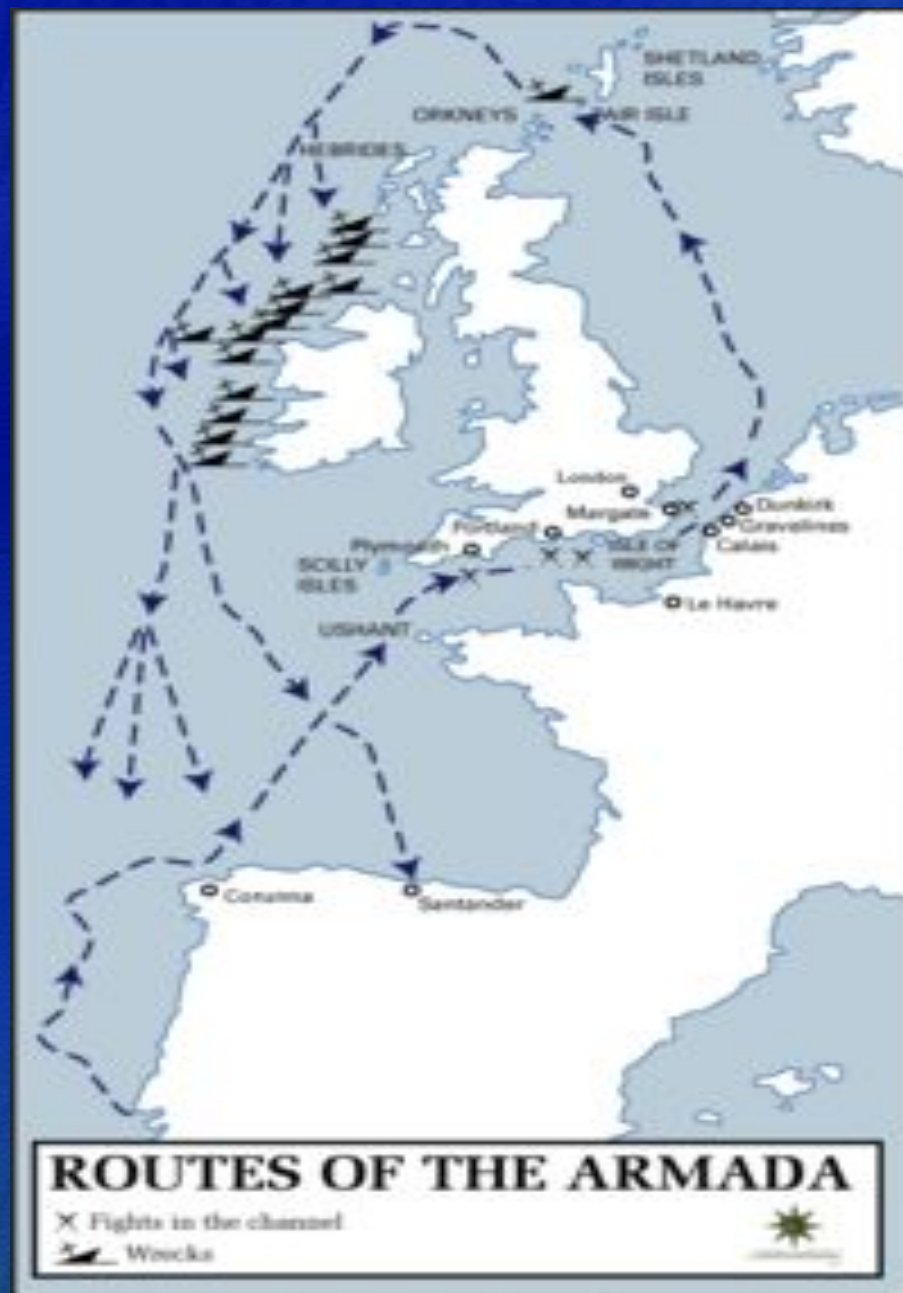 SHETLAND
ISLES
ORKNEYS
FAIR ISLE
HEBRIDES
London
Margate
Dunkirk
Gravelines
Portland
Calais
Plymouth
ISLE OF
WIGHT
SCILLY
ISLES
Le Havre
USHANT
Corunna
Santander
ROUTES OF THE ARMADA
Fights in the channel
Wrecks